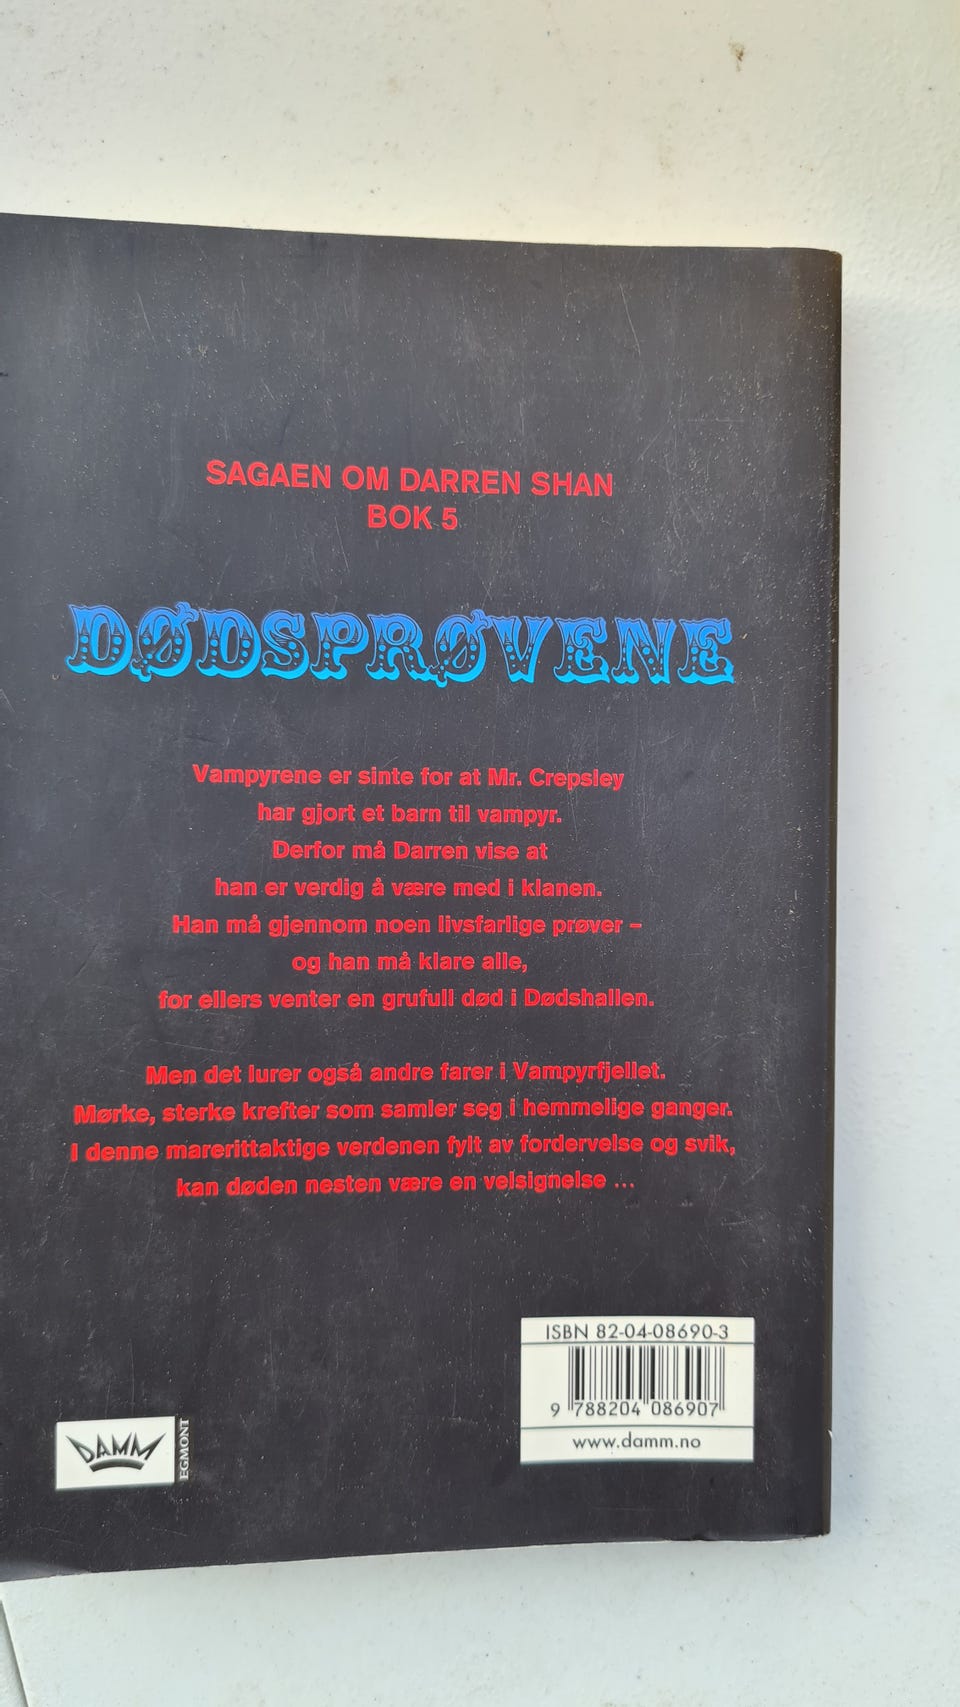 SAGAEN OM DARREN SHAN
BOK 5
DØDSPRØVENE
Vampyrene er sinte for at Mr. Crepsley
har gjort et barn til vampyr.
Derfor må Darren vise at
han er verdig å være med i klanen.
Han må gjennom noen livsfarlige prøver –
og han må klare alle,
for ellers venter en grufull død i Dødshallen.
Men det lurer også andre farer i Vampyrfjellet.
Mørke, sterke krefter som samler seg i hemmelige ganger.
I denne marerittaktige verdenen fylt av fordervelse og svik,
kan døden nesten være en velsignelse ...
ISBN 82-04-08690-3
9 788204 086907
www.damm.no
DAMM
EGMONT